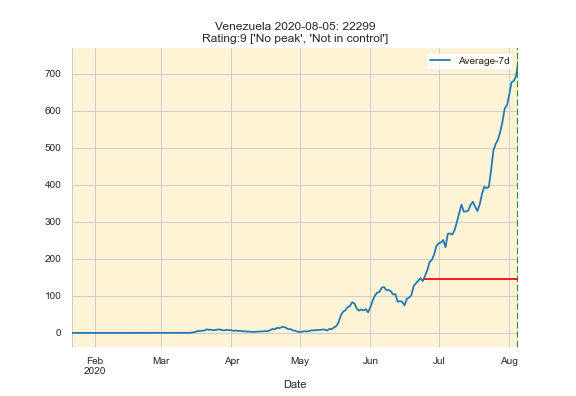 Venezuela 2020-08-05: 22299
Rating:9 ['No peak', 'Not in control']
Average-7d
700
600
500
400
300
200
100
0
Feb
2020
Mar
Apr
May
Jun
Jul
Aug
Date